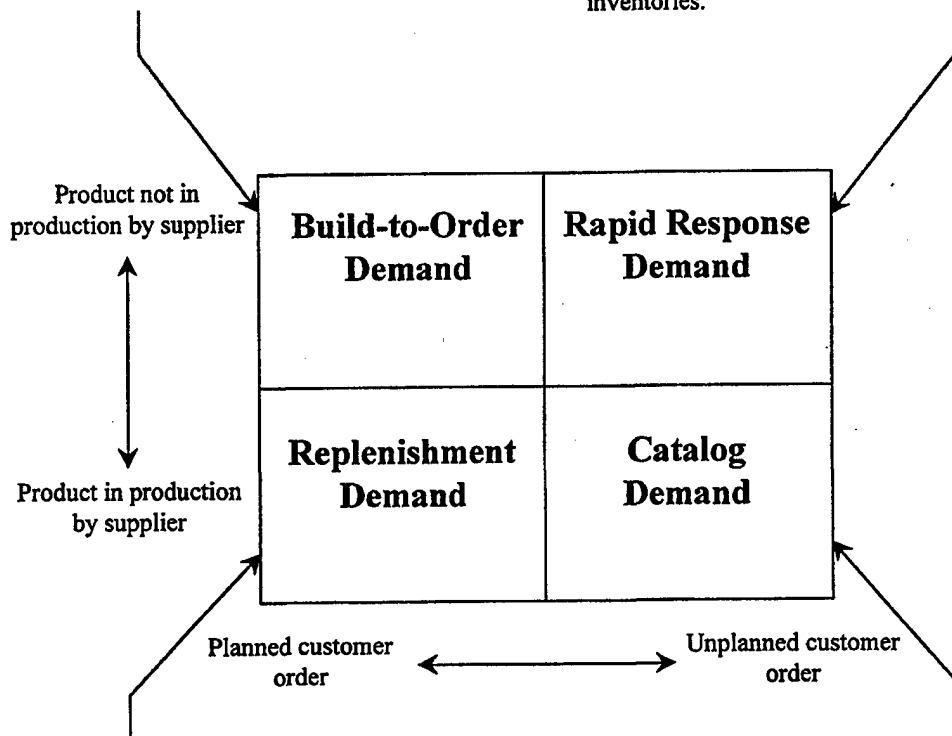 inventories.
Product not in
production by supplier
Build-to-Order
Demand
Rapid Response
Demand
Replenishment
Demand
Catalog
Demand
Product in production
by supplier
Planned customer
order
Unplanned customer
order